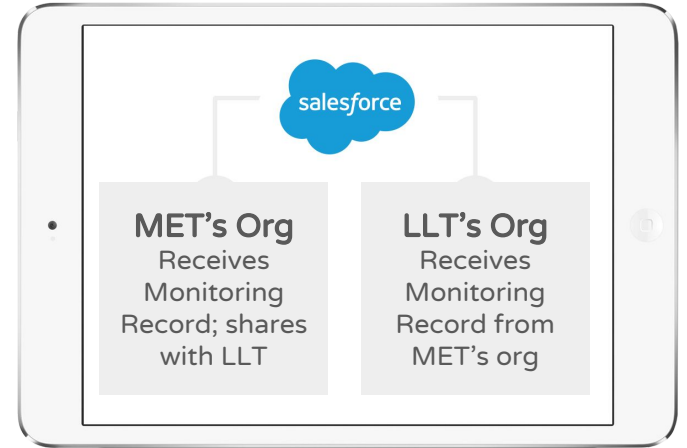 salesforce
MET's Org
Receives
Monitoring
Record; shares
with LLT
LLT's Org
Receives
Monitoring
Record from
MET's org